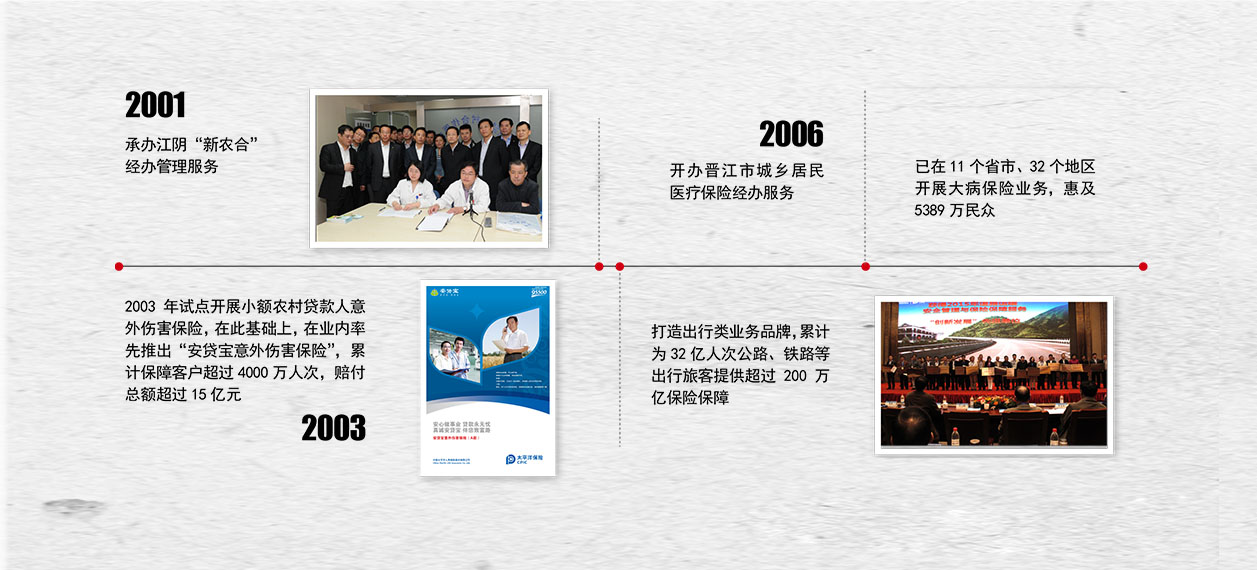 2001
承办江阴“新农合”
经办管理服务
2006
开办晋江市城乡居民
医疗保险经办服务
已在 11 个省市、32 个地区
开展大病保险业务，惠及
5389 万民众
2003 年试点开展小额农村贷款人意
外伤害保险，在此基础上，在业内率
先推出“安贷宝意外伤害保险”，累
计保障客户超过 4000 万人次，赔付
总额超过 15 亿元
2003
安贷宝
95500
安心做事业 贷款永无忧
真诚安贷宝 伴您致富路
太平洋保险
CPIC
打造出行类业务品牌，累计
为 32 亿人次公路、铁路等
出行旅客提供超过 200 万
亿保险保障